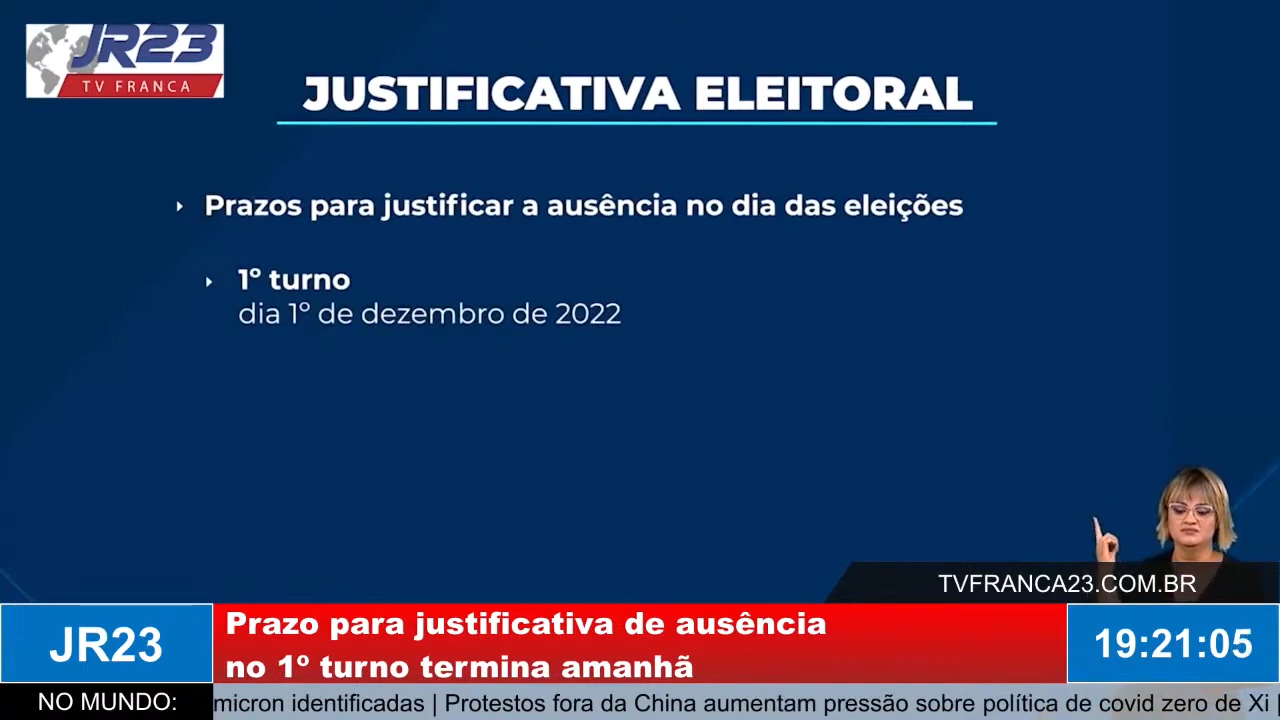 JR23
TV FRANCA
JUSTIFICATIVA ELEITORAL
Prazos para justificar a ausência no dia das eleições
1º turno
dia 1º de dezembro de 2022
TVFRANCA23.COM.BR
JR23
Prazo para justificativa de ausência
no 1º turno termina amanhã
19:21:05
NO MUNDO:
micron identificadas | Protestos fora da China aumentam pressão sobre política de covid zero de Xi |